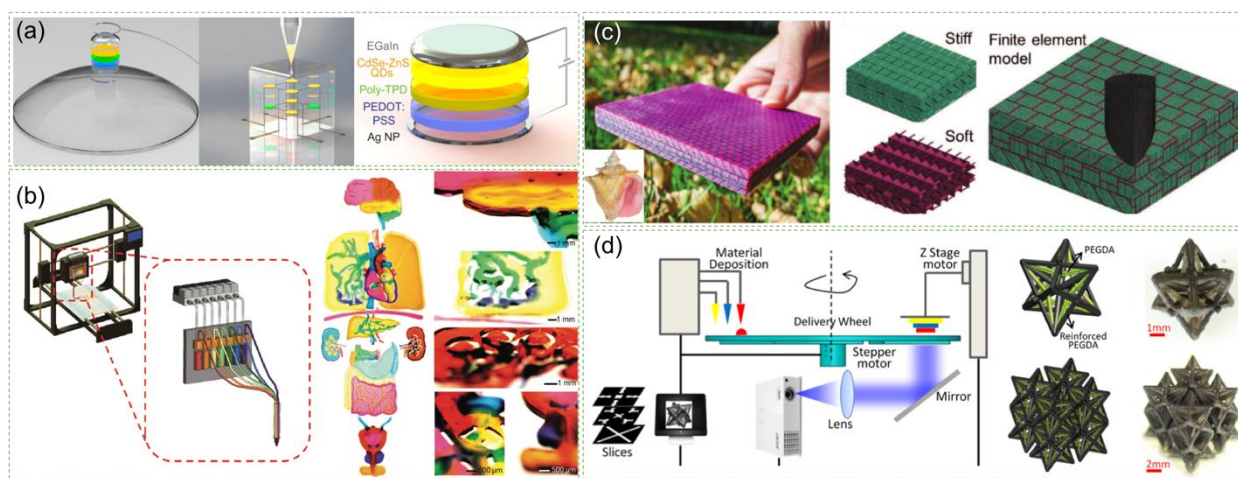 (a)
EGaIn
CdSe-ZnS
QDs
Poly-TPD
PEDOT:
PSS
Ag NP
(b)
1 mm
1 mm
1 mm
500 µm
500 µm
(c)
Stiff
Soft
Finite element
model
(d)
Material
Deposition
Z Stage
motor
Delivery Wheel
Stepper
motor
Mirror
Lens
Slices
PEGDA
Reinforced
PEGDA
1mm
2mm